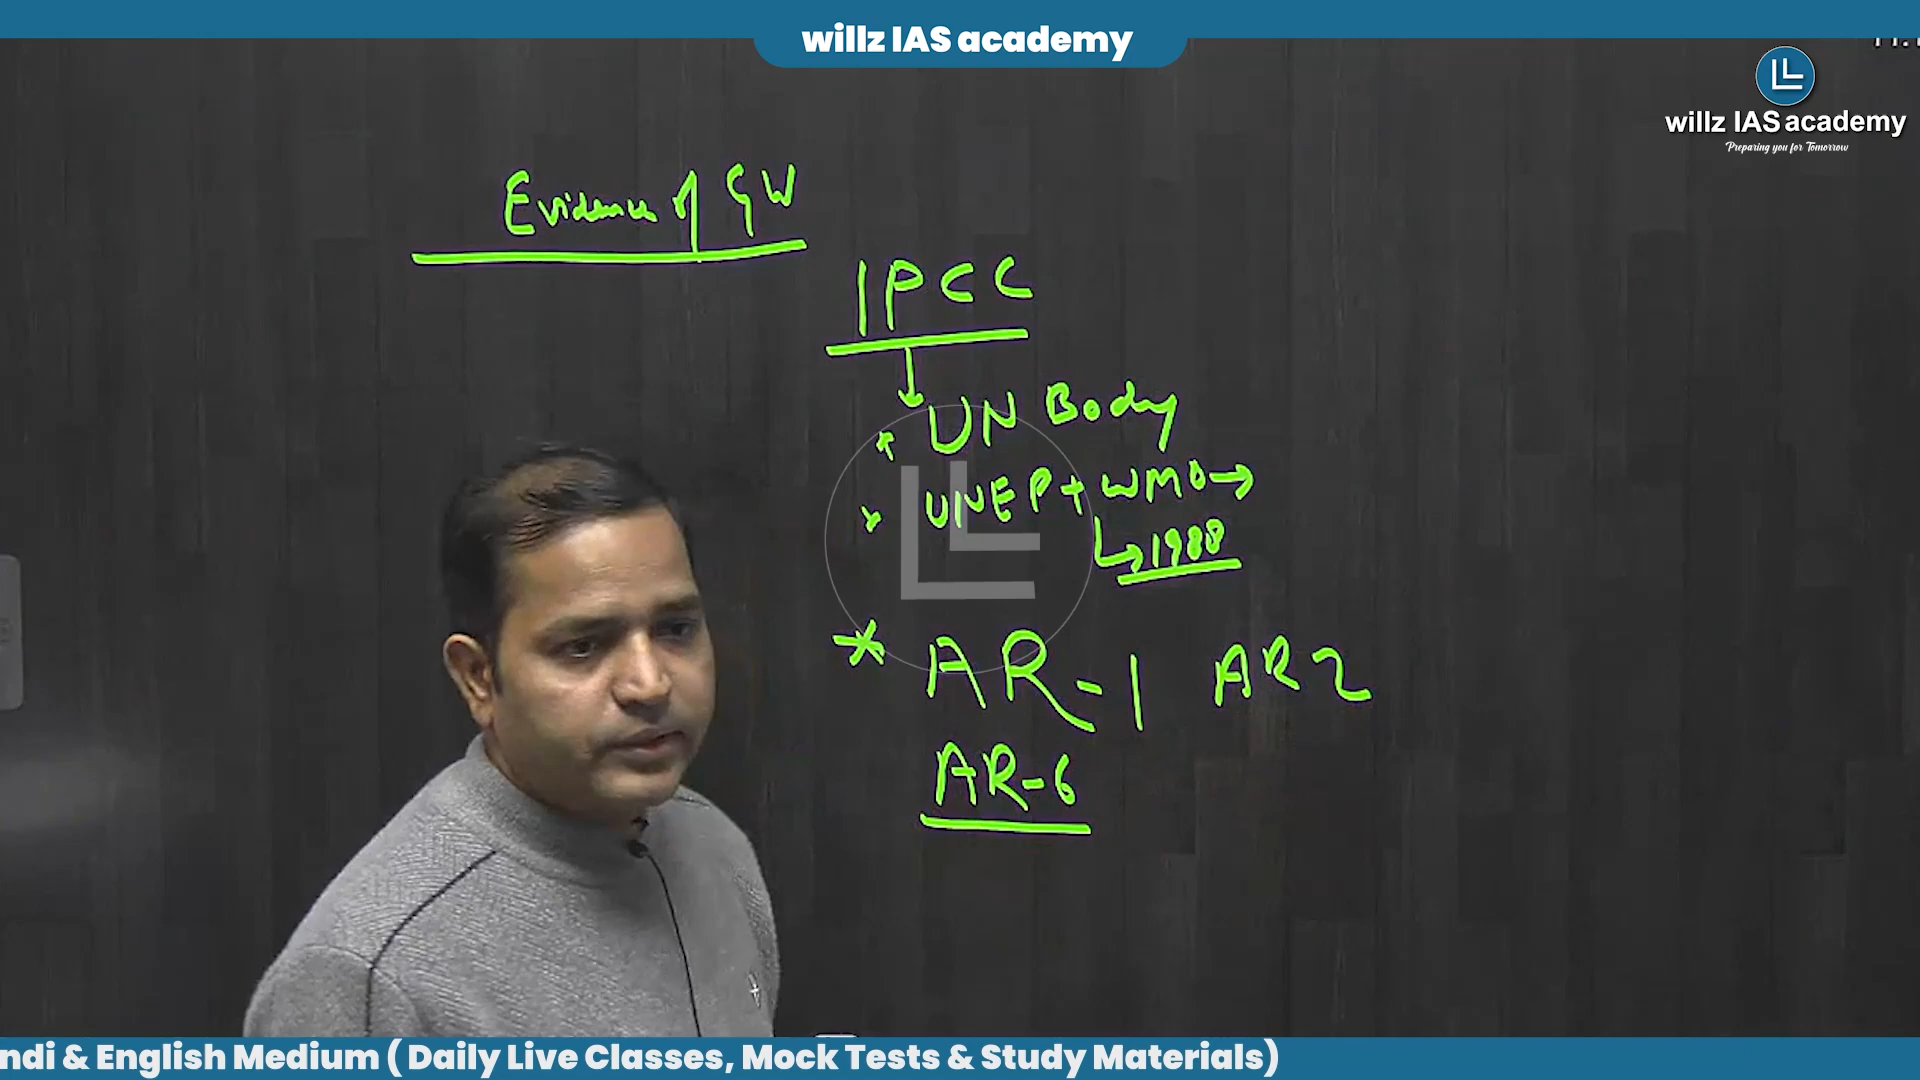 willz IAS academy
willz IAS academy
Preparing you for Tomorrow
Evidence of GW
IPCC
* UN Body
* UNEP + WMO →
↳ 1988
* AR-1 AR2
AR-6
ndi & English Medium ( Daily Live Classes, Mock Tests & Study Materials)